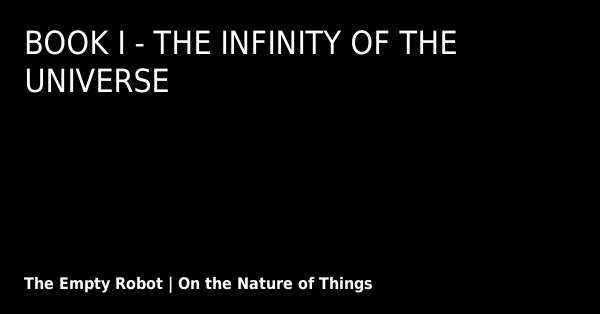 BOOK I - THE INFINITY OF THE
UNIVERSE
The Empty Robot | On the Nature of Things